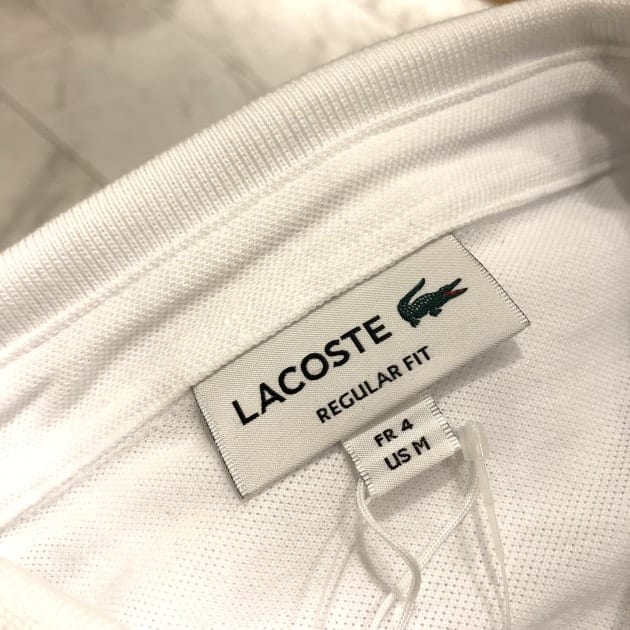 LACOSTE
REGULAR FIT
FR 4
US M